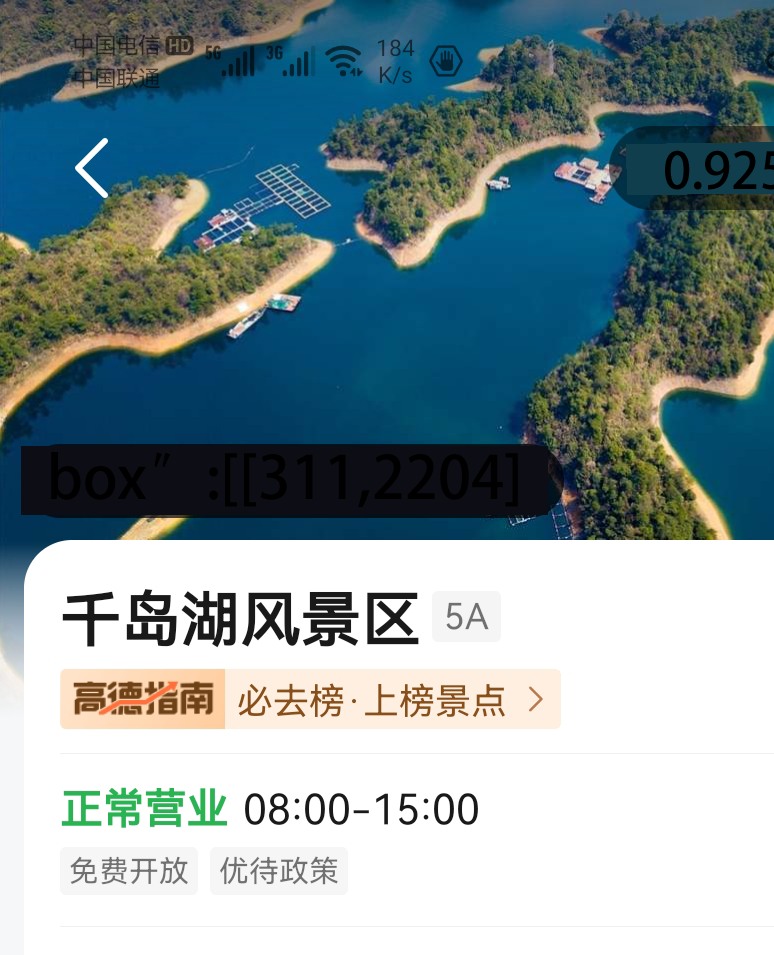 中国电信 HD 5G 3G 184
中国联通 K/s
0.925
box" :[[311,2204]
千岛湖风景区 5A
高德指南 必去榜·上榜景点
正常营业 08:00-15:00
免费开放 优待政策